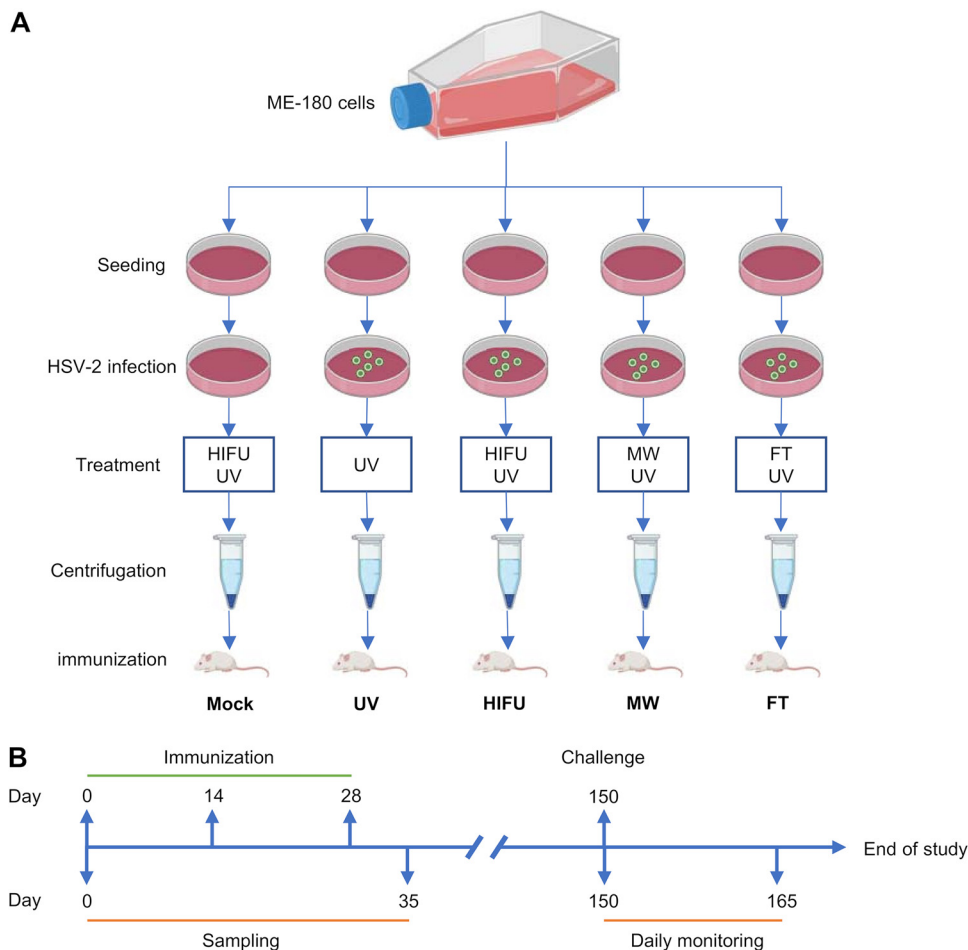 A
ME-180 cells
Seeding
HSV-2 infection
Treatment
HIFU
UV
UV
HIFU
UV
MW
UV
FT
UV
Centrifugation
immunization
Mock UV HIFU MW FT
B
Immunization Challenge
Day 0 14 28 150
End of study
Day 0 35 150 165
Sampling Daily monitoring